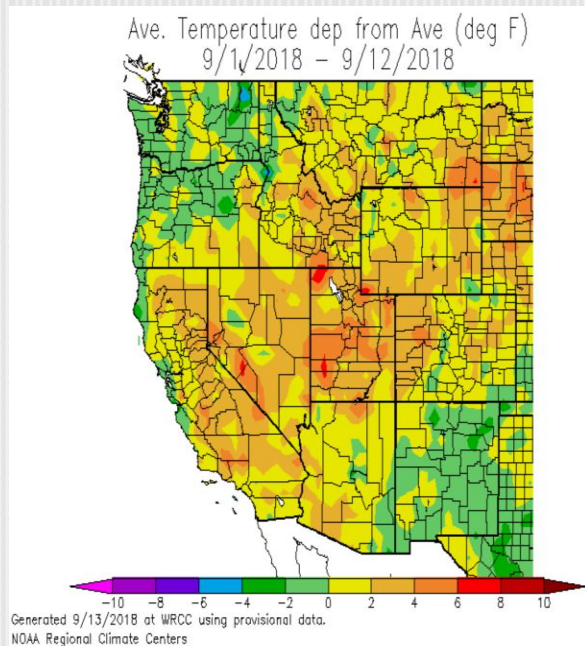 Ave. Temperature dep from Ave (deg F)
9/1/2018 – 9/12/2018
-10 -8 -6 -4 -2 0 2 4 6 8 10
Generated 9/13/2018 at WRCC using provisional data.
NOAA Regional Climate Centers